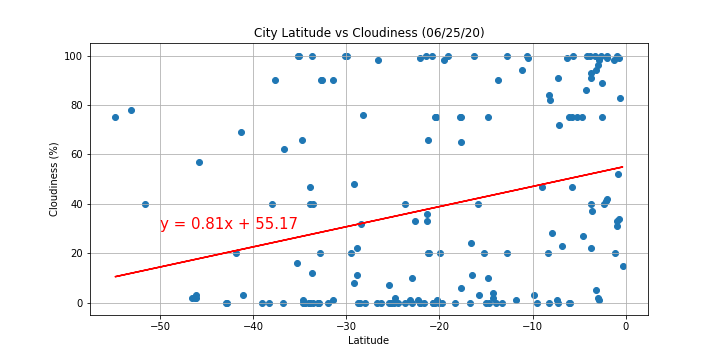 City Latitude vs Cloudiness (06/25/20)
Cloudiness (%)
100
80
60
40
20
0
y = 0.81x + 55.17
−50 −40 −30 −20 −10 0
Latitude